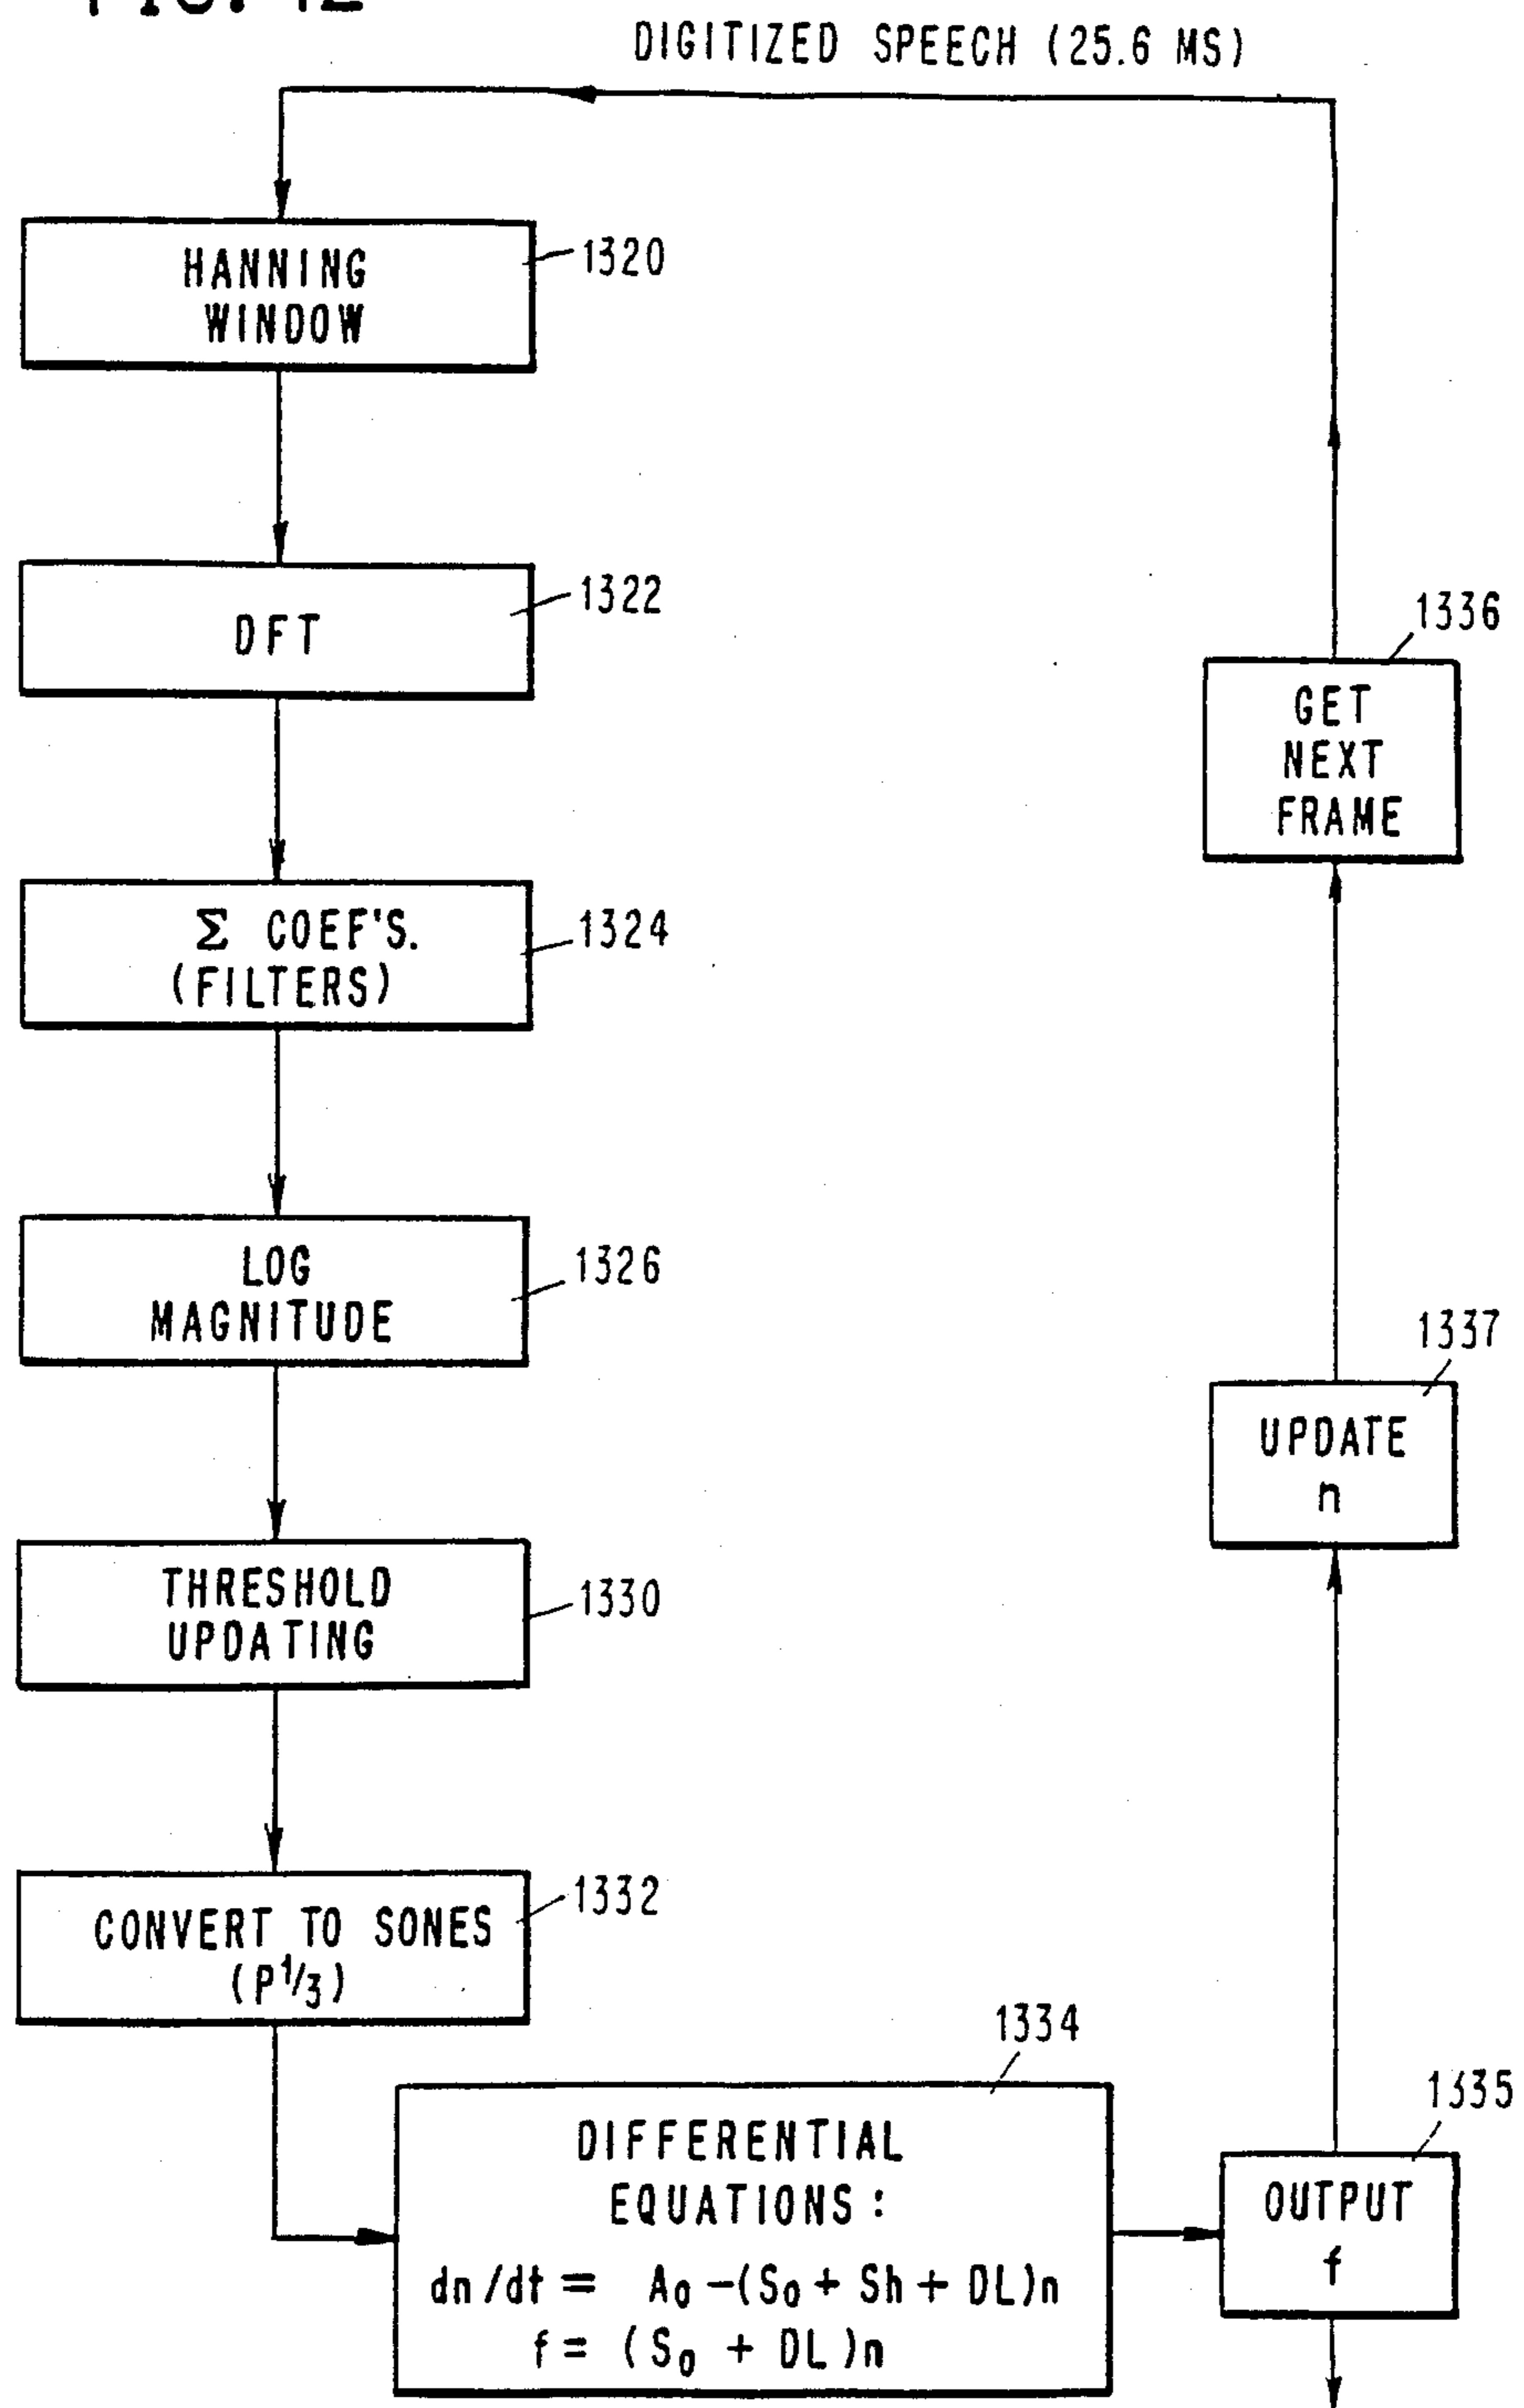 DIGITIZED SPEECH (25.6 MS)
HANNING
WINDOW
1320
DFT
1322
Σ COEF'S.
(FILTERS)
1324
LOG
MAGNITUDE
1326
THRESHOLD
UPDATING
1330
CONVERT TO SONES
(P1/3)
1332
DIFFERENTIAL
EQUATIONS:
dn/dt = A0 -(S0 + Sh + DL)n
f = (S0 + DL)n
1334
OUTPUT
f
1335
UPDATE
n
1337
GET
NEXT
FRAME
1336